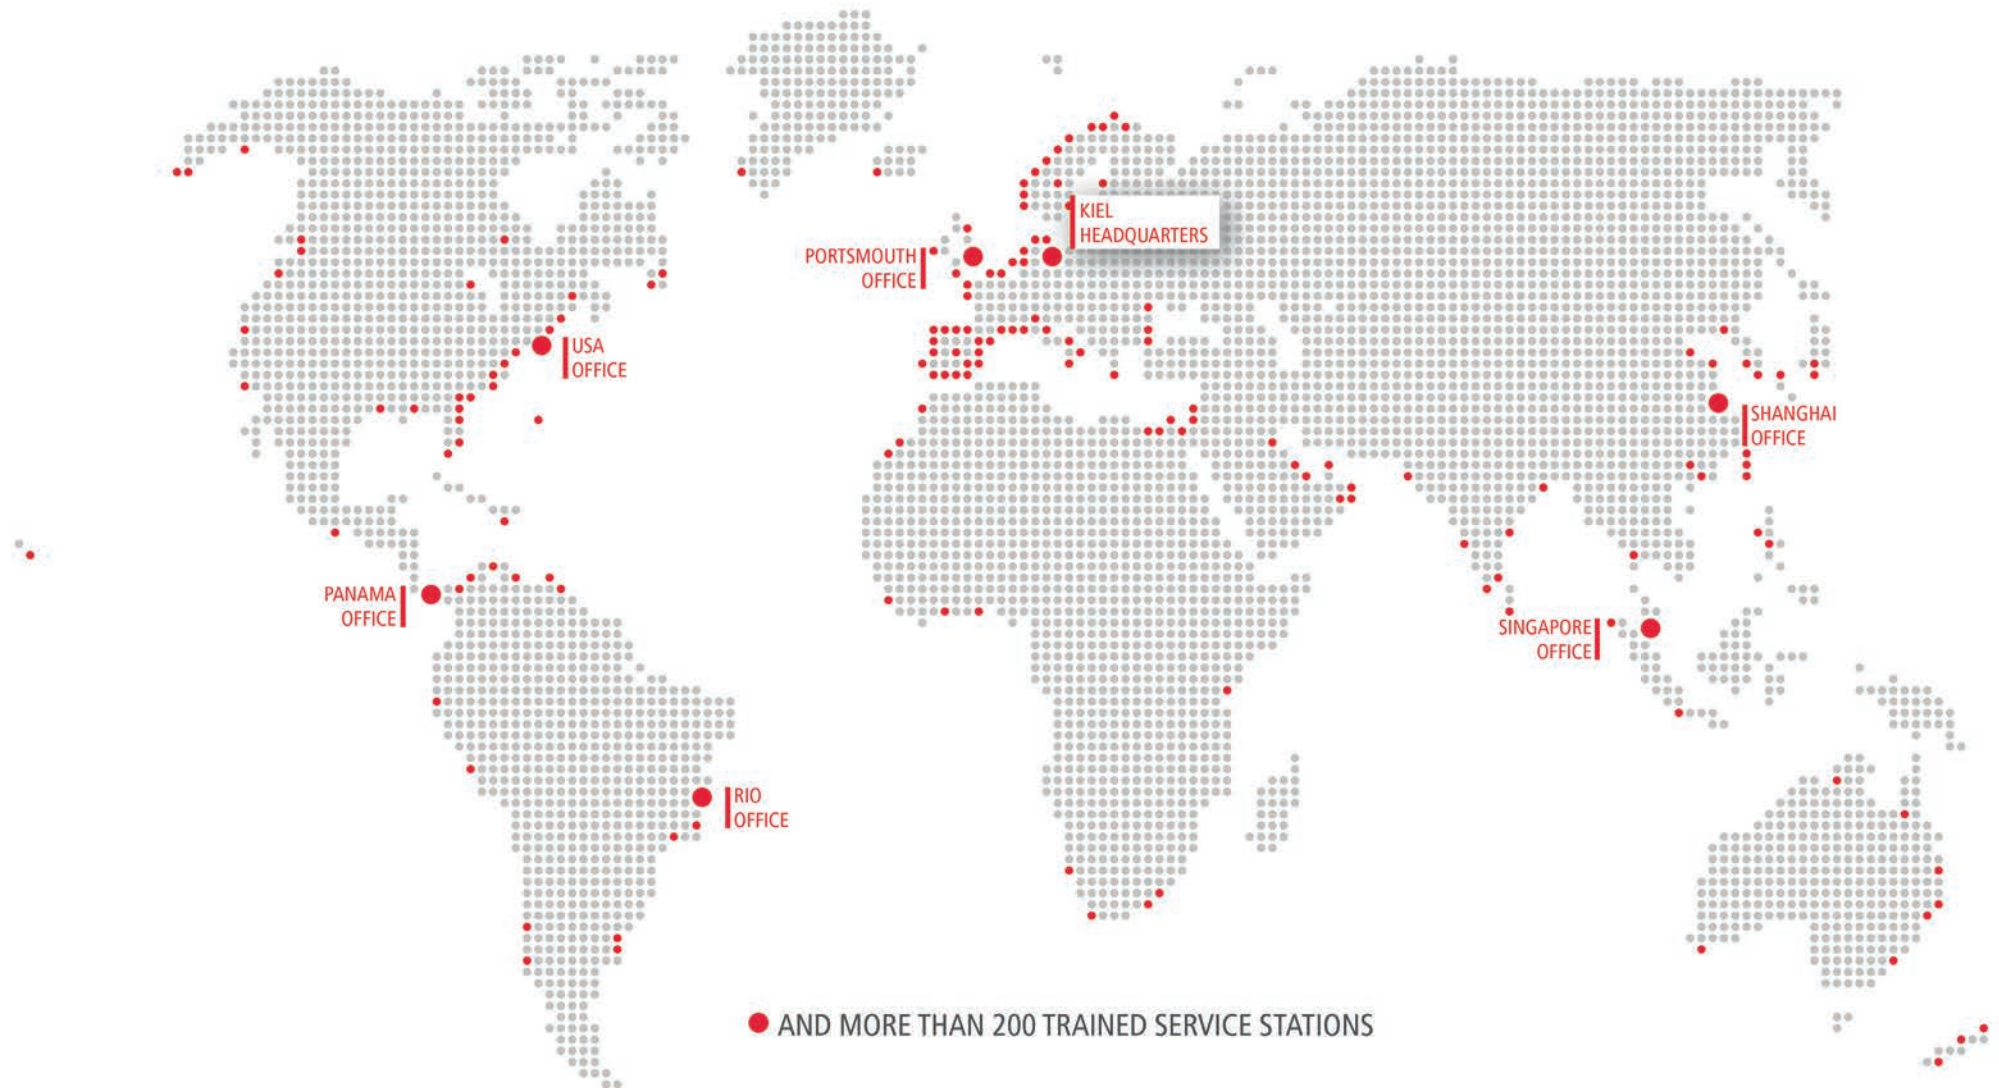 KIEL
HEADQUARTERS
PORTSMOUTH
OFFICE
USA
OFFICE
SHANGHAI
OFFICE
PANAMA
OFFICE
SINGAPORE
OFFICE
RIO
OFFICE
AND MORE THAN 200 TRAINED SERVICE STATIONS